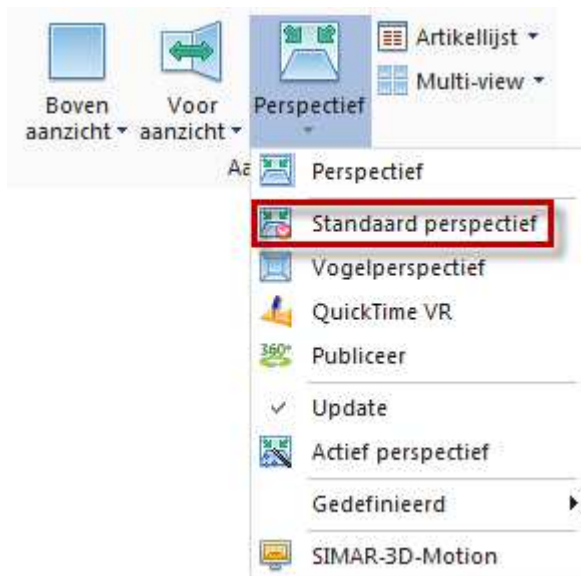 Boven aanzicht
Voor aanzicht
Perspectief
Artikellijst
Multi-view
Aa
Perspectief
Standaard perspectief
Vogelperspectief
QuickTime VR
360°
Publiceer
Update
Actief perspectief
Gedefinieerd
SIMAR-3D-Motion